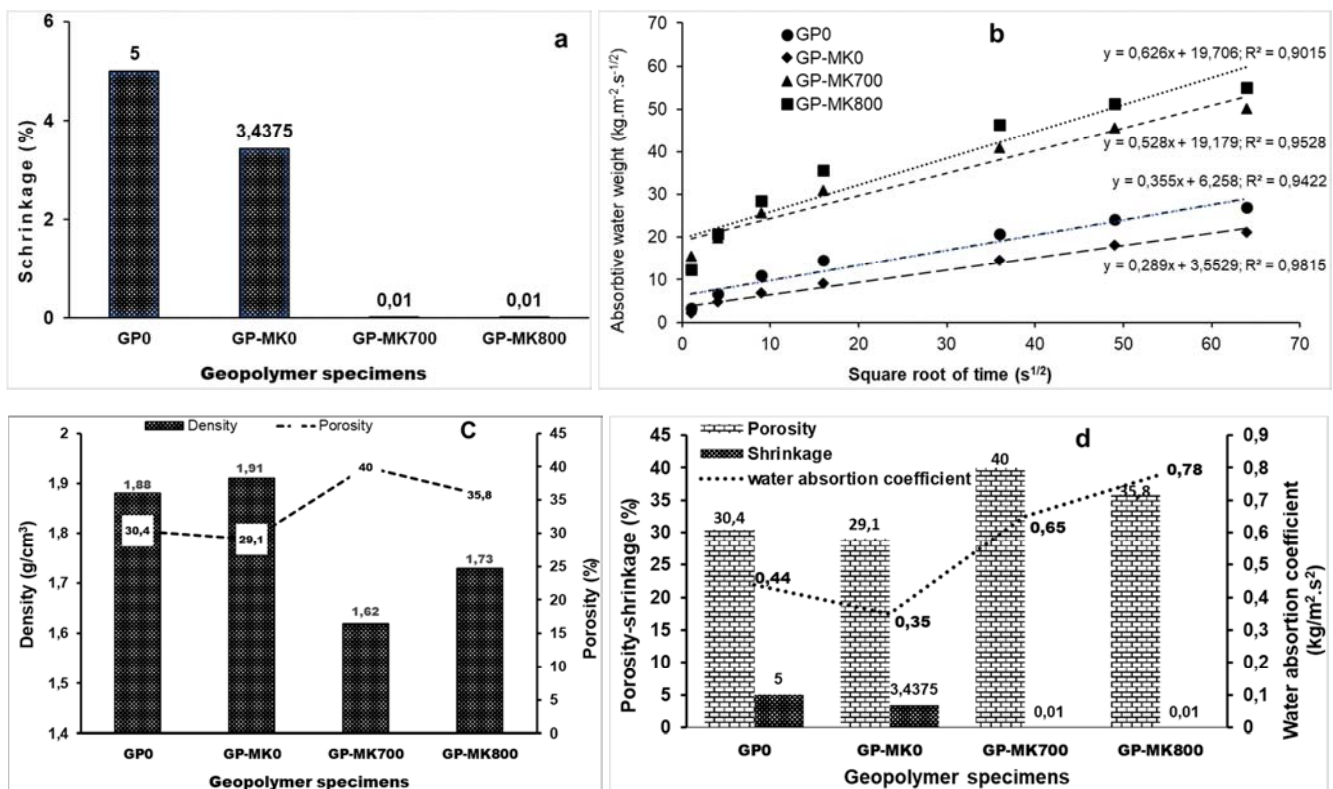 a
6
4
2
0
Schrinkage (%)
5
3,4375
0,01
0,01
GP0
GP-MK0
GP-MK700
GP-MK800
Geopolymer specimens
b
70
60
50
40
30
20
10
0
Absorbtive water weight (kg.m-2.s-1/2)
GP0
GP-MK0
GP-MK700
GP-MK800
y = 0,626x + 19,706; R² = 0,9015
y = 0,528x + 19,179; R² = 0,9528
y = 0,355x + 6,258; R² = 0,9422
y = 0,289x + 3,5529; R² = 0,9815
0
10
20
30
40
50
60
70
Square root of time (s1/2)
Density
Porosity
C
2
1,9
1,8
1,7
1,6
1,5
1,4
Density (g/cm³)
1,88
1,91
1,62
1,73
30,4
29,1
40
35,8
45
40
35
30
25
20
15
10
5
0
Porosity (%)
GP0
GP-MK0
GP-MK700
GP-MK800
Geopolymer specimens
Porosity
Shrinkage
water absortion coefficient
d
45
40
35
30
25
20
15
10
5
0
Porosity-shrinkage (%)
30,4
29,1
40
35,8
5
3,4375
0,01
0,01
0,44
0,35
0,65
0,78
0,9
0,8
0,7
0,6
0,5
0,4
0,3
0,2
0,1
0
Water absortion coefficient
(kg/m².s²)
GP0
GP-MK0
GP-MK700
GP-MK800
Geopolymer specimens